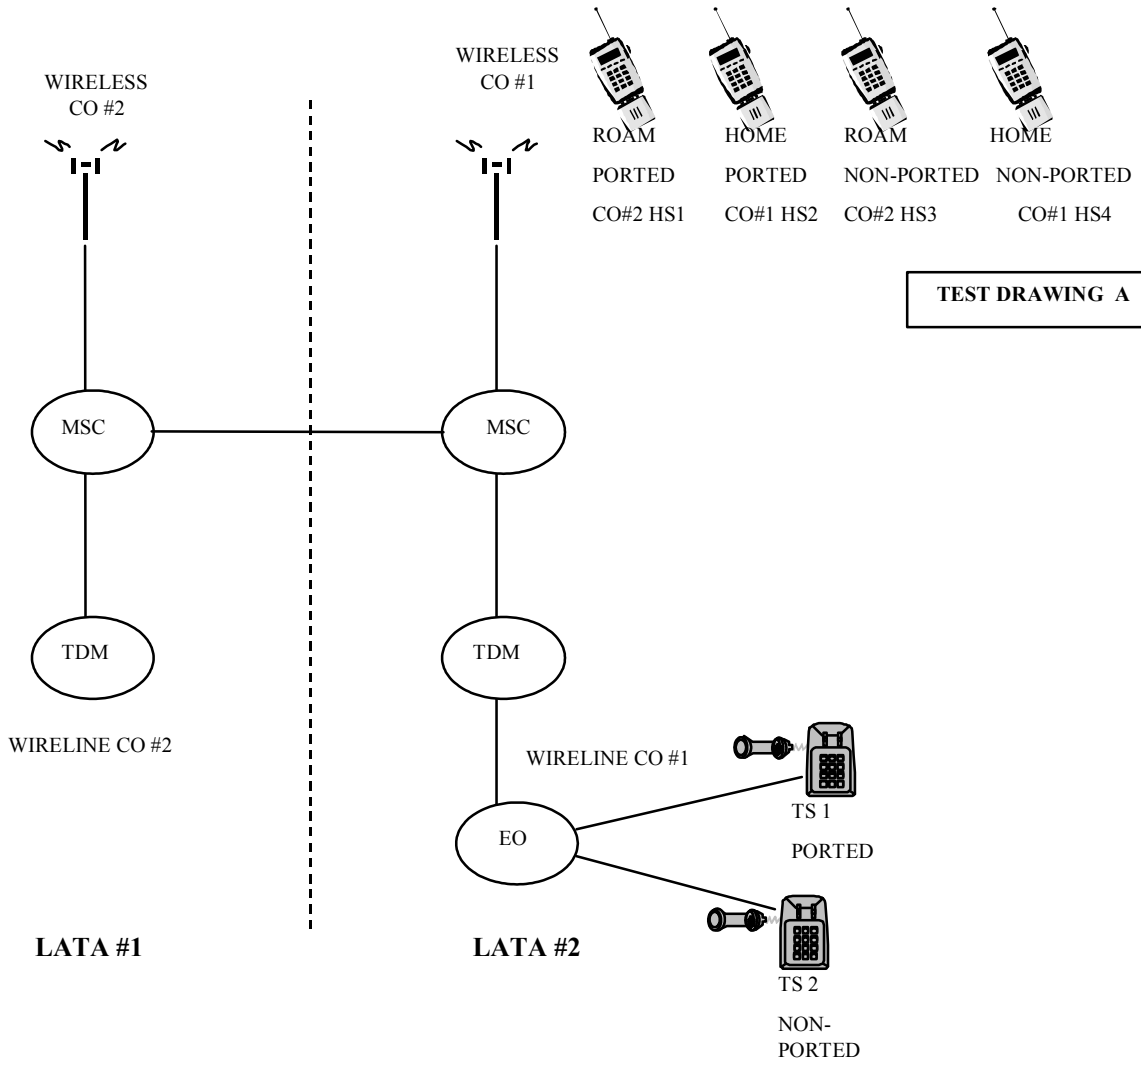 WIRELESS
CO #2
WIRELESS
CO #1
ROAM
PORTED
CO#2 HS1
HOME
PORTED
CO#1 HS2
ROAM
NON-PORTED
CO#2 HS3
HOME
NON-PORTED
CO#1 HS4
TEST DRAWING A
MSC
MSC
TDM
TDM
WIRELINE CO #2
WIRELINE CO #1
EO
TS 1
PORTED
LATA #1
LATA #2
TS 2
NON-
PORTED